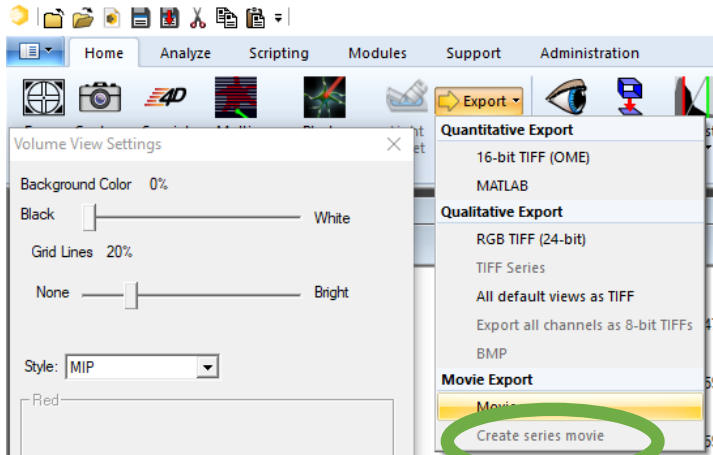 Home Analyze Scripting Modules Support Administration
4D
Export
Volume View Settings
Background Color 0%
Black White
Grid Lines 20%
None Bright
Style: MIP
Red
Quantitative Export
16-bit TIFF (OME)
MATLAB
Qualitative Export
RGB TIFF (24-bit)
TIFF Series
All default views as TIFF
Export all channels as 8-bit TIFFs
BMP
Movie Export
Movie
Create series movie